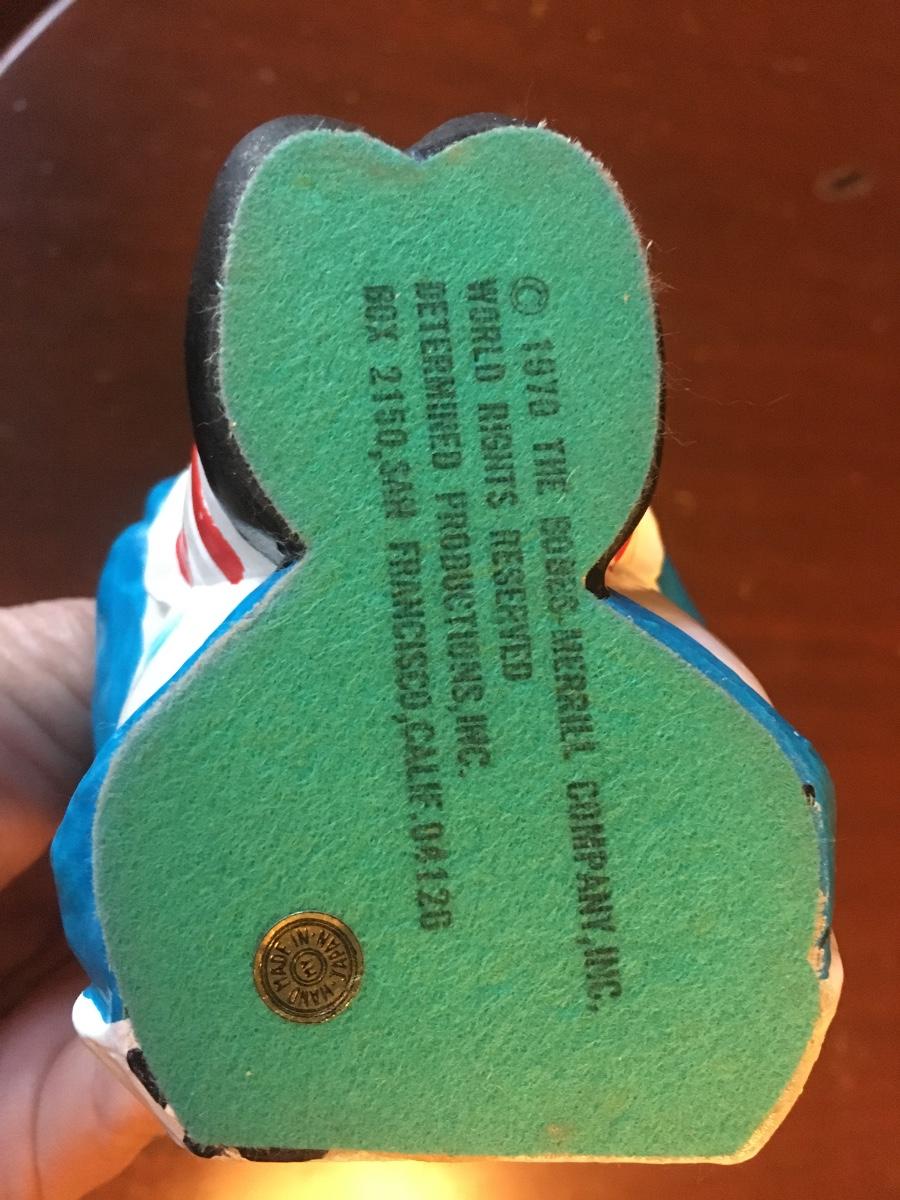 © 1970 THE BOBBS MERRILL COMPANY, INC.
WORLD RIGHTS RESERVED
DETERMINED PRODUCTIONS, INC.
BOX 2150, SAN FRANCISCO, CALIF. 94126
HAND MADE IN JAPAN
AH